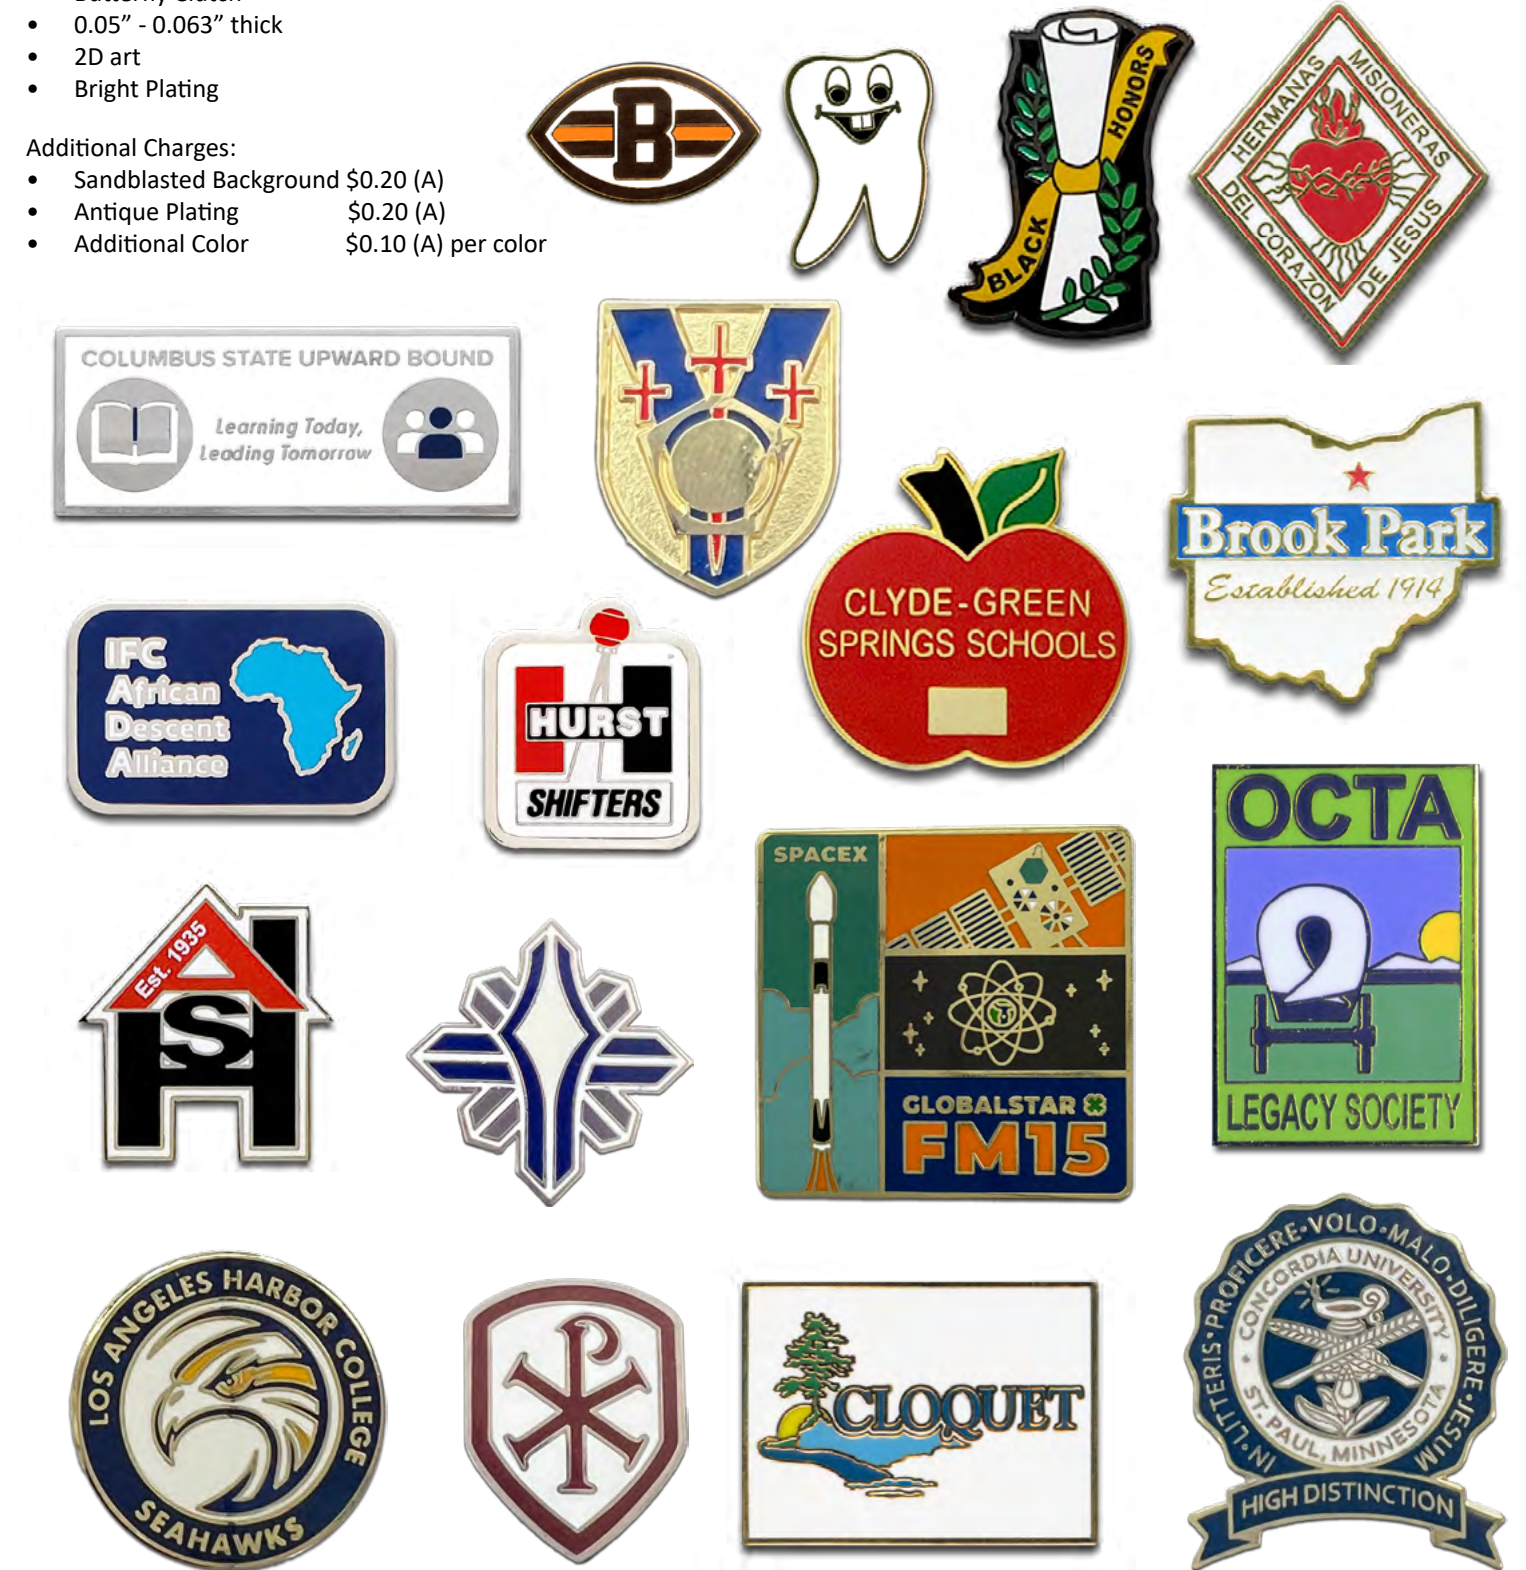 • 0.05” - 0.063” thick
• 2D art
• Bright Plating
Additional Charges:
• Sandblasted Background $0.20 (A)
• Antique Plating $0.20 (A)
• Additional Color $0.10 (A) per color
B
BLACK HONORS
HERMANAS MISIONERAS
DEL CORAZON DE JESUS
COLUMBUS STATE UPWARD BOUND
Learning Today,
Leading Tomorrow
CLYDE-GREEN
SPRINGS SCHOOLS
Brook Park
Established 1914
IFC
African
Descent
Alliance
H
HURST
SHIFTERS
SPACEX
GLOBALSTAR
FM15
OCTA
LEGACY SOCIETY
Est. 1935
A
S
H
LOS ANGELES HARBOR COLLEGE
SEAHAWKS
CLOQUET
IN•LITTERIS•PROFICERE•VOLO•MALO•DILIGERE•JESUM
CONCORDIA UNIVERSITY
ST. PAUL, MINNESOTA
HIGH DISTINCTION